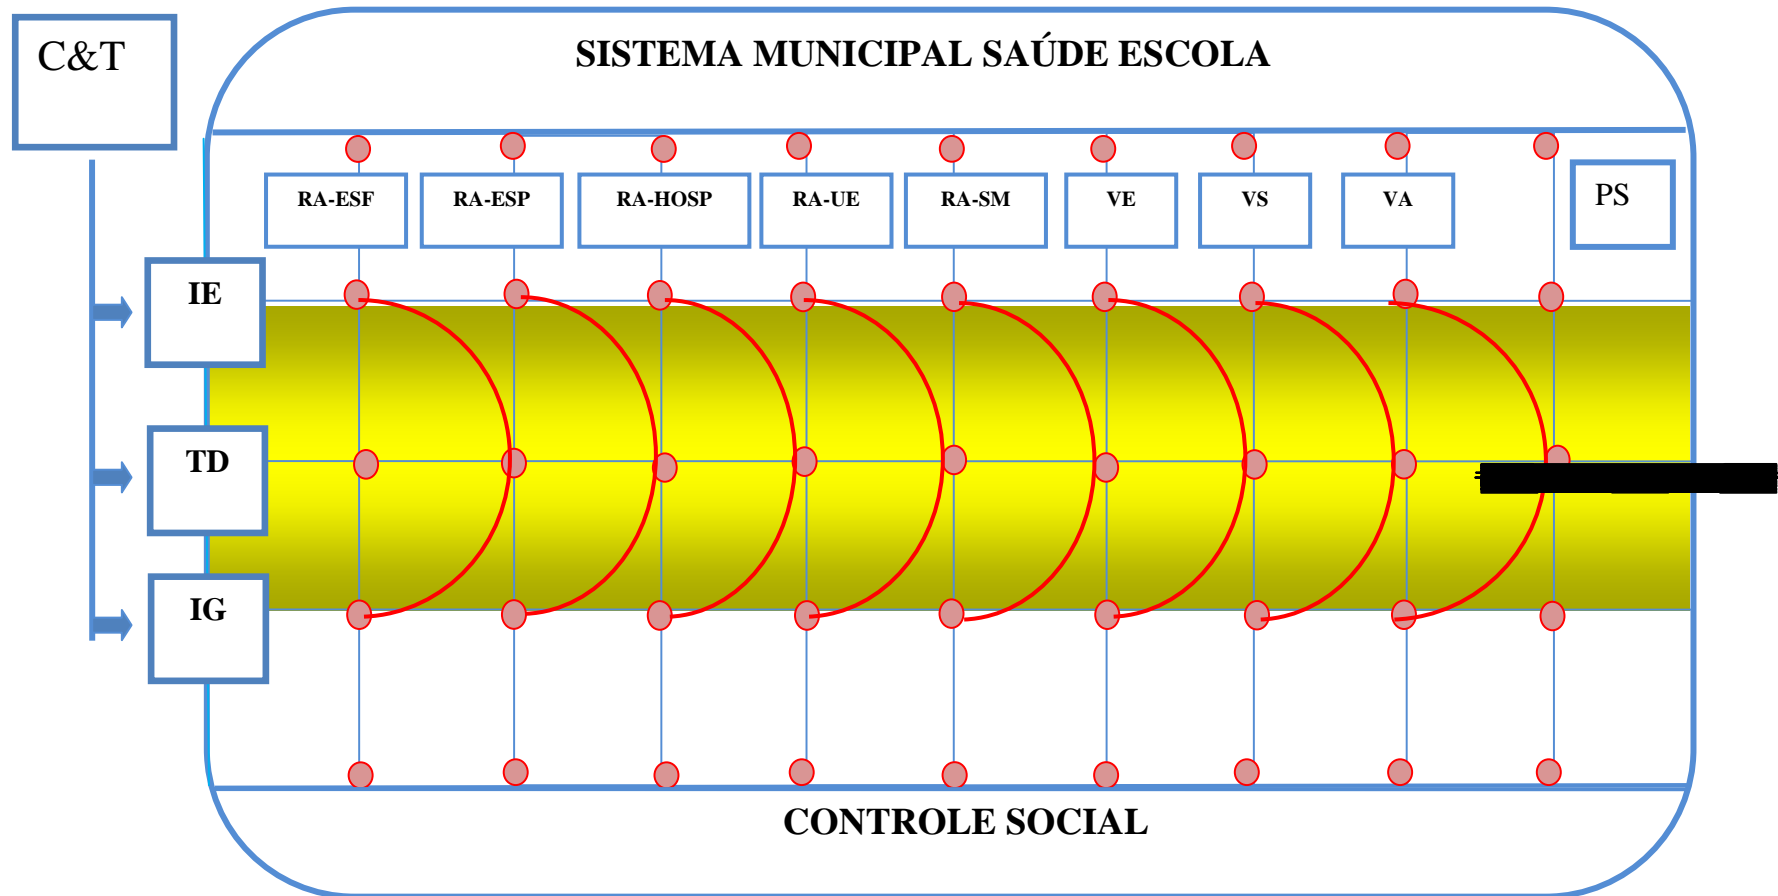 C&T
SISTEMA MUNICIPAL SAÚDE ESCOLA
RA-ESF
RA-ESP
RA-HOSP
RA-UE
RA-SM
VE
VS
VA
PS
IE
TD
IG
CONTROLE SOCIAL